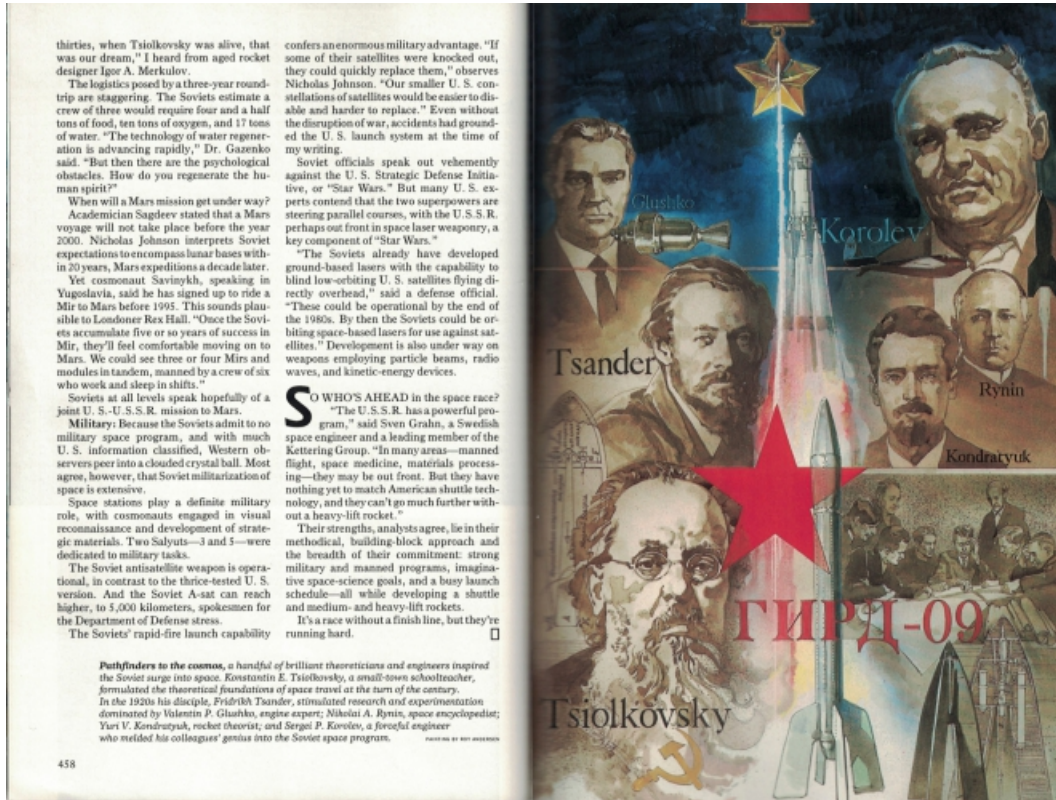 thirties, when Tsiolkovsky was alive, that
was our dream," I heard from aged rocket
designer Igor A. Merkulov.
The logistics posed by a three-year round-
trip are staggering. The Soviets estimate a
crew of three would require four and a half
tons of food, ten tons of oxygen, and 17 tons
of water. "The technology of water regener-
ation is advancing rapidly," Dr. Gazenko
said. "But then there are the psychological
obstacles. How do you regenerate the hu-
man spirit?"
When will a Mars mission get under way?
Academician Sagdeev stated that a Mars
voyage will not take place before the year
2000. Nicholas Johnson interprets Soviet
expectations to encompass lunar bases with-
in 20 years, Mars expeditions a decade later.
Yet cosmonaut Savinykh, speaking in
Yugoslavia, said he has signed up to ride a
Mir to Mars before 1995. This sounds plau-
sible to Londoner Rex Hall. "Once the Sovi-
ets accumulate five or so years of success in
Mir, they'll feel comfortable moving on to
Mars. We could see three or four Mirs and
modules in tandem, manned by a crew of six
who work and sleep in shifts."
Soviets at all levels speak hopefully of a
joint U. S.-U.S.S.R. mission to Mars.
Military: Because the Soviets admit to no
military space program, and with much
U. S. information classified, Western ob-
servers peer into a clouded crystal ball. Most
agree, however, that Soviet militarization of
space is extensive.
Space stations play a definite military
role, with cosmonauts engaged in visual
reconnaissance and development of strate-
gic materials. Two Salyuts—3 and 5—were
dedicated to military tasks.
The Soviet antisatellite weapon is opera-
tional, in contrast to the thrice-tested U. S.
version. And the Soviet A-sat can reach
higher, to 5,000 kilometers, spokesmen for
the Department of Defense stress.
The Soviets' rapid-fire launch capability
confers an enormous military advantage. "If
some of their satellites were knocked out,
they could quickly replace them," observes
Nicholas Johnson. "Our smaller U. S. con-
stellations of satellites would be easier to dis-
able and harder to replace." Even without
the disruption of war, accidents had ground-
ed the U. S. launch system at the time of
my writing.
Soviet officials speak out vehemently
against the U. S. Strategic Defense Initia-
tive, or "Star Wars." But many U. S. ex-
perts contend that the two superpowers are
steering parallel courses, with the U.S.S.R.
perhaps out front in space laser weaponry, a
key component of "Star Wars."
"The Soviets already have developed
ground-based lasers with the capability to
blind low-orbiting U. S. satellites flying di-
rectly overhead," said a defense official.
"These could be operational by the end of
the 1980s. By then the Soviets could be or-
biting space-based lasers for use against sat-
ellites." Development is also under way on
weapons employing particle beams, radio
waves, and kinetic-energy devices.
SO WHO'S AHEAD in the space race?
"The U.S.S.R. has a powerful pro-
gram," said Sven Grahn, a Swedish
space engineer and a leading member of the
Kettering Group. "In many areas—manned
flight, space medicine, materials process-
ing—they may be out front. But they have
nothing yet to match American shuttle tech-
nology, and they can't go much further with-
out a heavy-lift rocket."
Their strengths, analysts agree, lie in their
methodical, building-block approach and
the breadth of their commitment: strong
military and manned programs, imagina-
tive space-science goals, and a busy launch
schedule—all while developing a shuttle
and medium- and heavy-lift rockets.
It's a race without a finish line, but they're
running hard.
Pathfinders to the cosmos, a handful of brilliant theoreticians and engineers inspired
the Soviet surge into space. Konstantin E. Tsiolkovsky, a small-town schoolteacher,
formulated the theoretical foundations of space travel at the turn of the century.
In the 1920s his disciple, Fridrikh Tsander, stimulated research and experimentation
dominated by Valentin P. Glushko, engine expert; Nikolai A. Rynin, space encyclopedist;
Yuri V. Kondratyuk, rocket theorist; and Sergei P. Korolev, a forceful engineer
who melded his colleagues' genius into the Soviet space program.
PAINTING BY ROY ANDERSEN
458
Glushko
Korolev
Tsander
Rynin
Kondratyuk
ГИРД-09
Tsiolkovsky